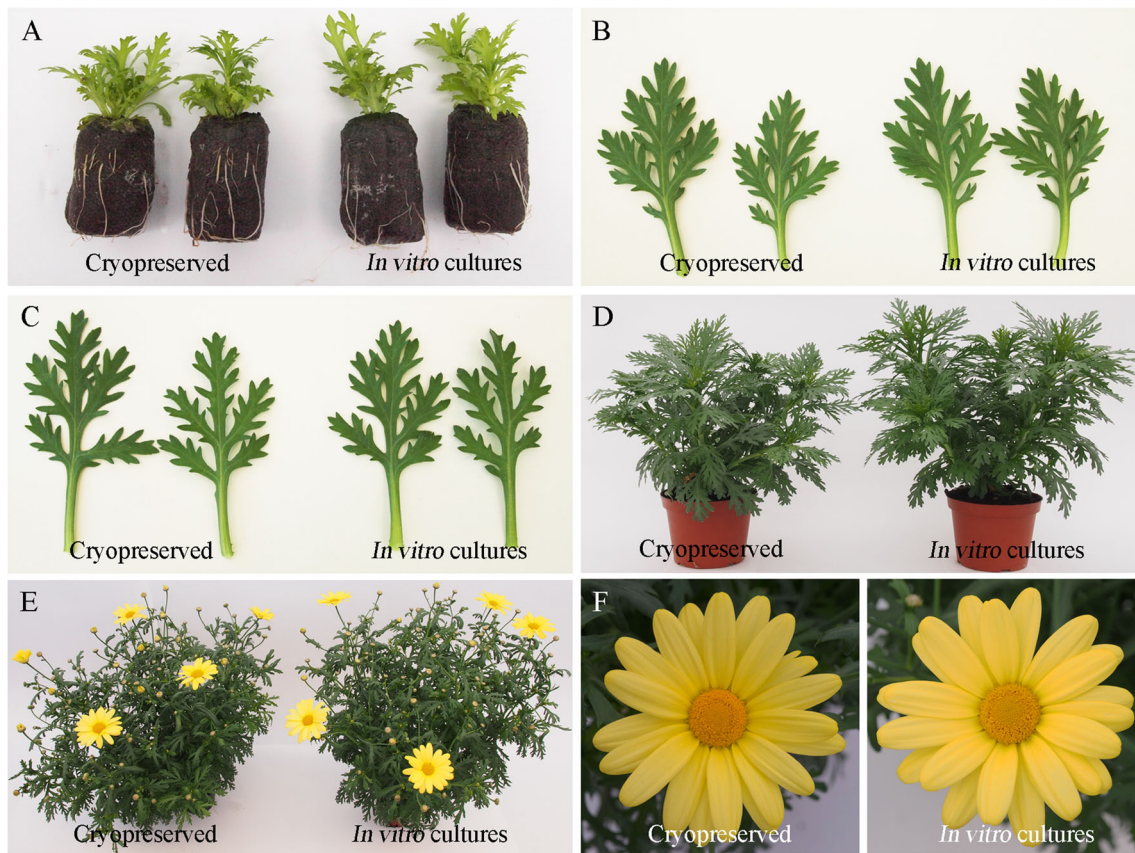 A
Cryopreserved
In vitro cultures
B
Cryopreserved
In vitro cultures
C
Cryopreserved
In vitro cultures
D
Cryopreserved
In vitro cultures
E
Cryopreserved
In vitro cultures
F
Cryopreserved
In vitro cultures